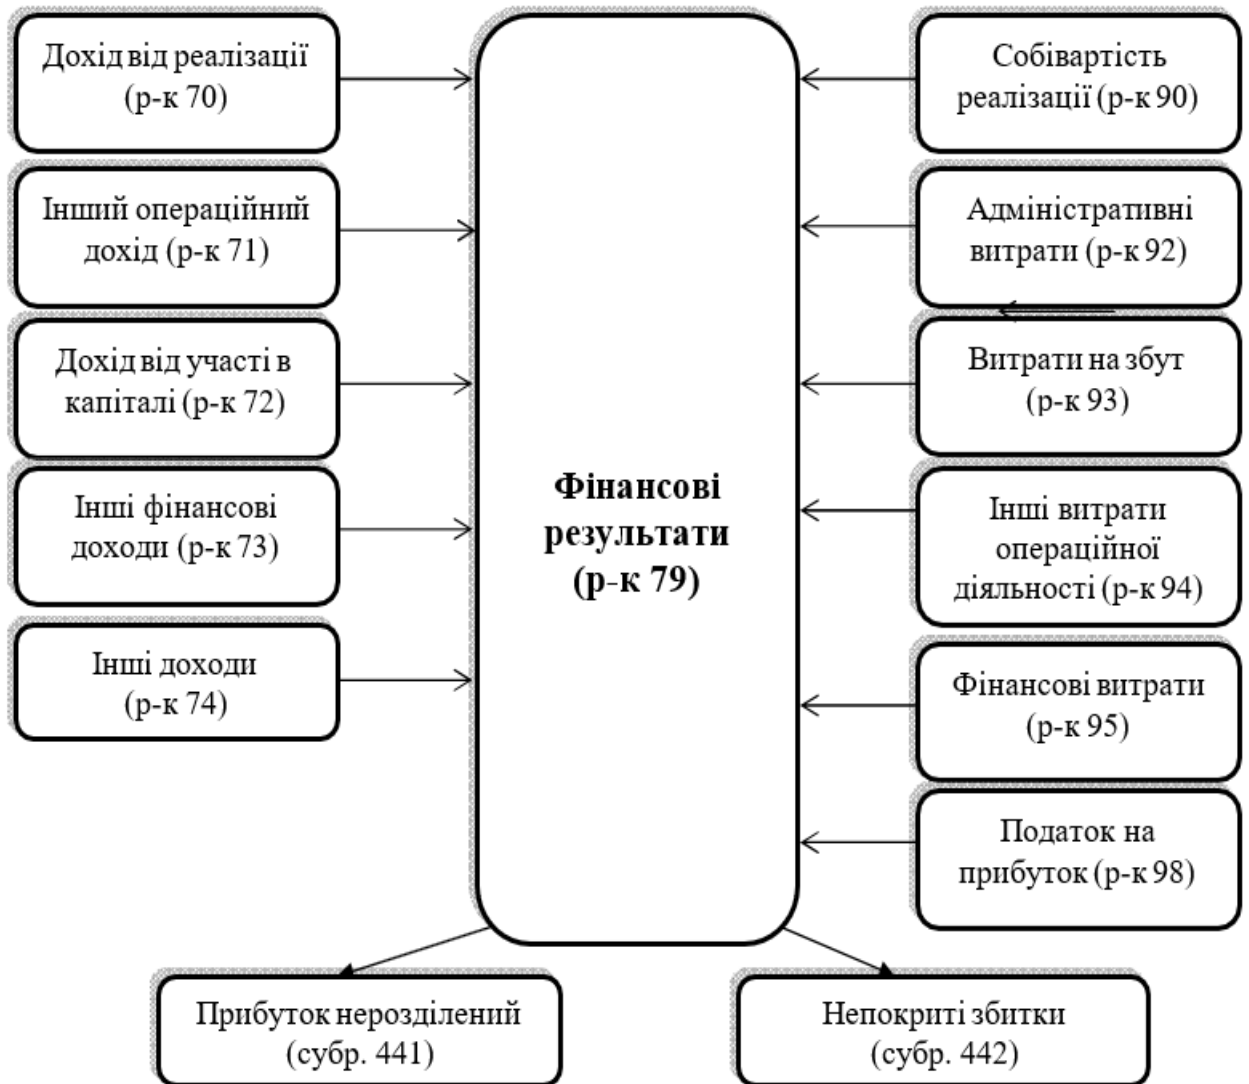 Дохід від реалізації
(р-к 70)
Інший операційний
дохід (р-к 71)
Дохід від участі в
капіталі (р-к 72)
Інші фінансові
доходи (р-к 73)
Інші доходи
(р-к 74)
Фінансові
результати
(р-к 79)
Собівартість
реалізації (р-к 90)
Адміністративні
витрати (р-к 92)
Витрати на збут
(р-к 93)
Інші витрати
операційної
діяльності (р-к 94)
Фінансові витрати
(р-к 95)
Податок на
прибуток (р-к 98)
Прибуток нерозділений
(субр. 441)
Непокриті збитки
(субр. 442)